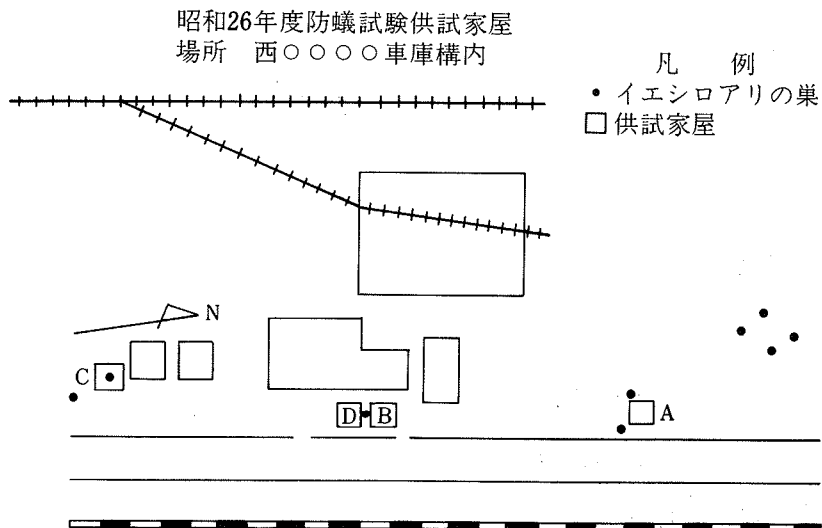 昭和26年度防蟻試験供試家屋
場所　西○○○○車庫構内
凡　例
• イエシロアリの巣
□ 供試家屋
N
C
D
B
A